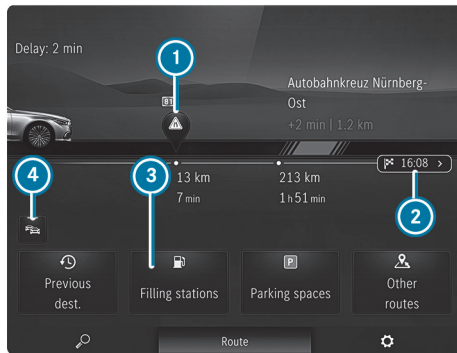 Delay: 2 min
1
Autobahnkreuz Nürnberg-
Ost
81
+2 min | 1.2 km
16:08
4
3
13 km
213 km
7 min
1 h 51 min
2
P
Previous
dest.
Filling stations
Parking spaces
Other
routes
Route